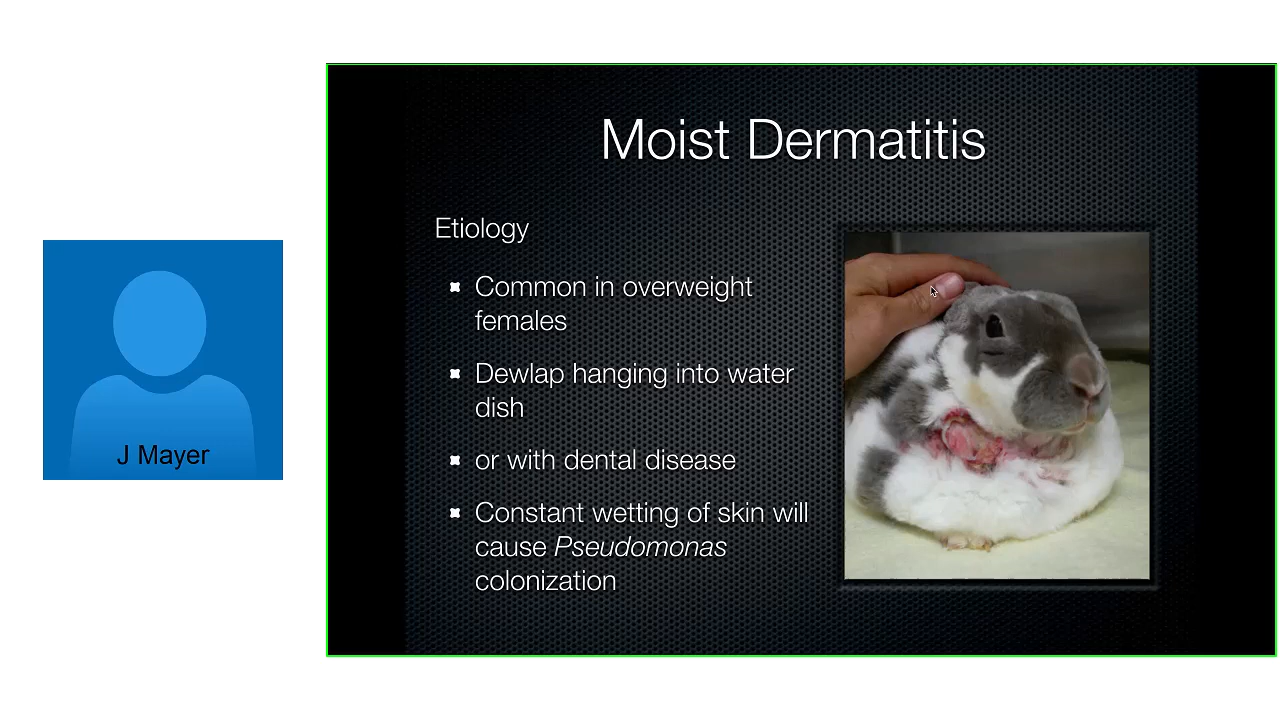 Moist Dermatitis
Etiology
Common in overweight
females
Dewlap hanging into water
dish
or with dental disease
Constant wetting of skin will
cause Pseudomonas
colonization
J Mayer